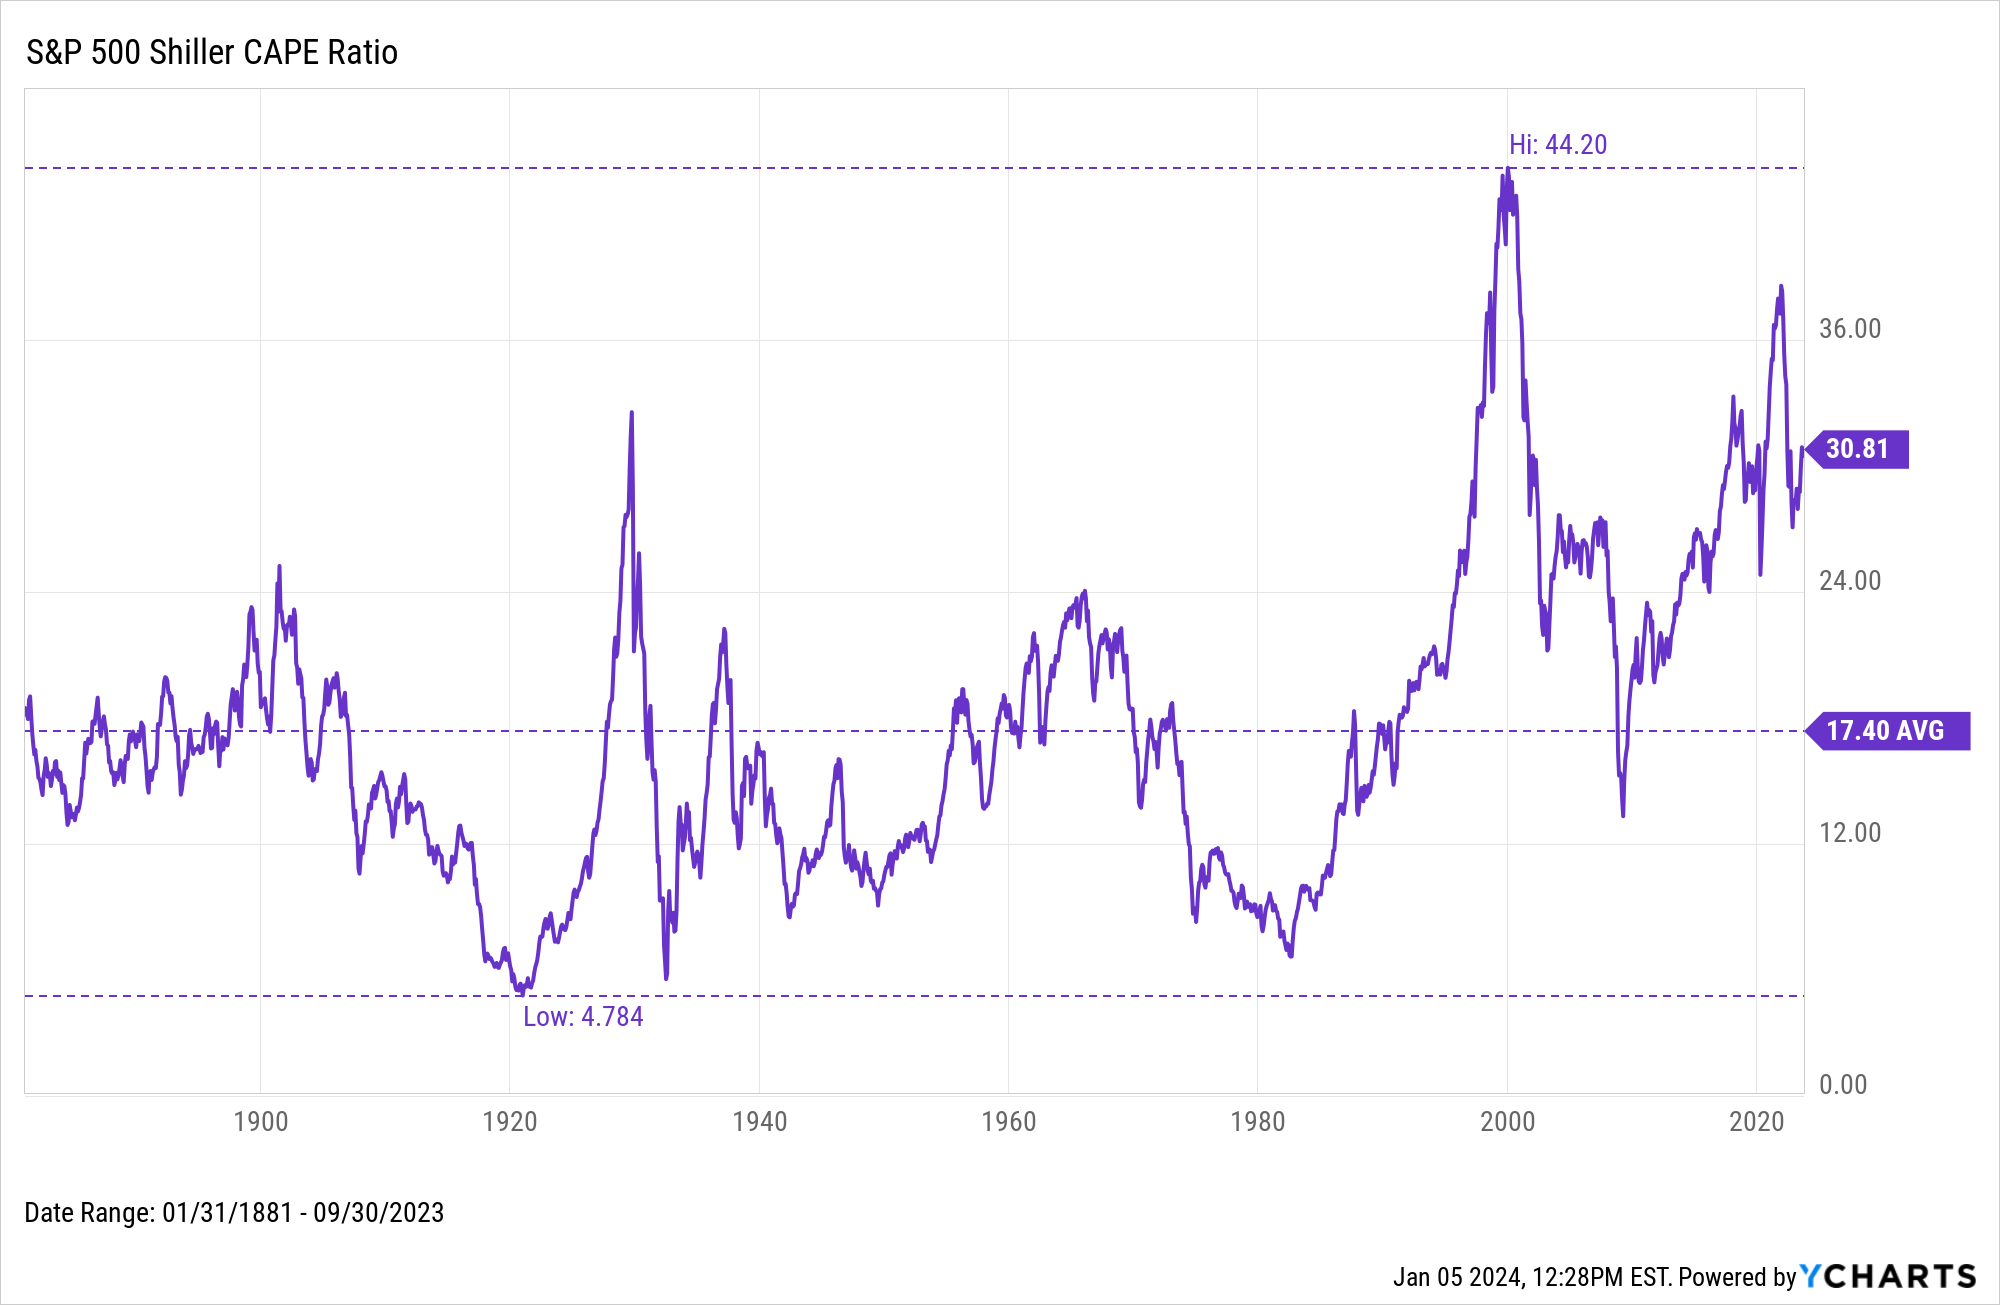 S&P 500 Shiller CAPE Ratio
Hi: 44.20
36.00
30.81
24.00
17.40 AVG
12.00
Low: 4.784
0.00
1900 1920 1940 1960 1980 2000 2020
Date Range: 01/31/1881 - 09/30/2023
Jan 05 2024, 12:28PM EST. Powered by YCHARTS